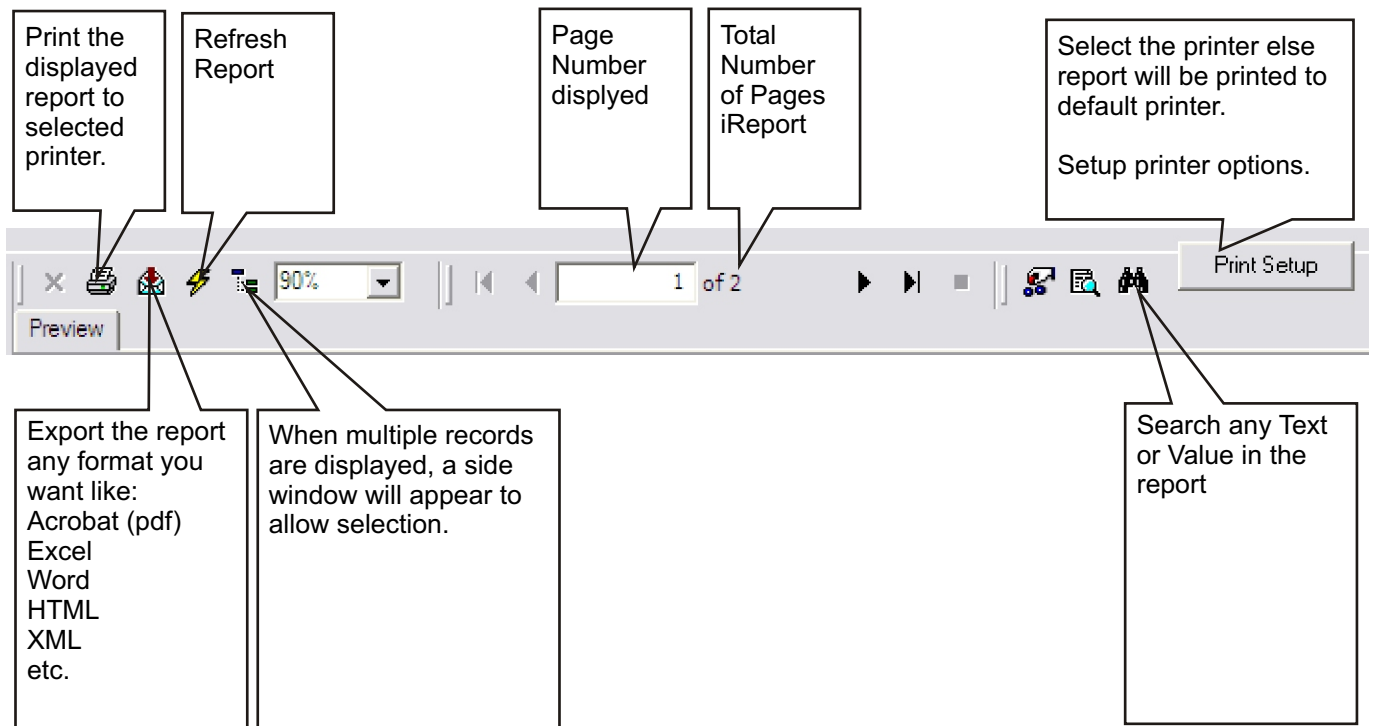 Print the
displayed
report to
selected
printer.
Refresh
Report
Page
Number
displyed
Total
Number
of Pages
iReport
Select the printer else
report will be printed to
default printer.
Setup printer options.
90%
1 of 2
Print Setup
Preview
Export the report
any format you
want like:
Acrobat (pdf)
Excel
Word
HTML
XML
etc.
When multiple records
are displayed, a side
window will appear to
allow selection.
Search any Text
or Value in the
report